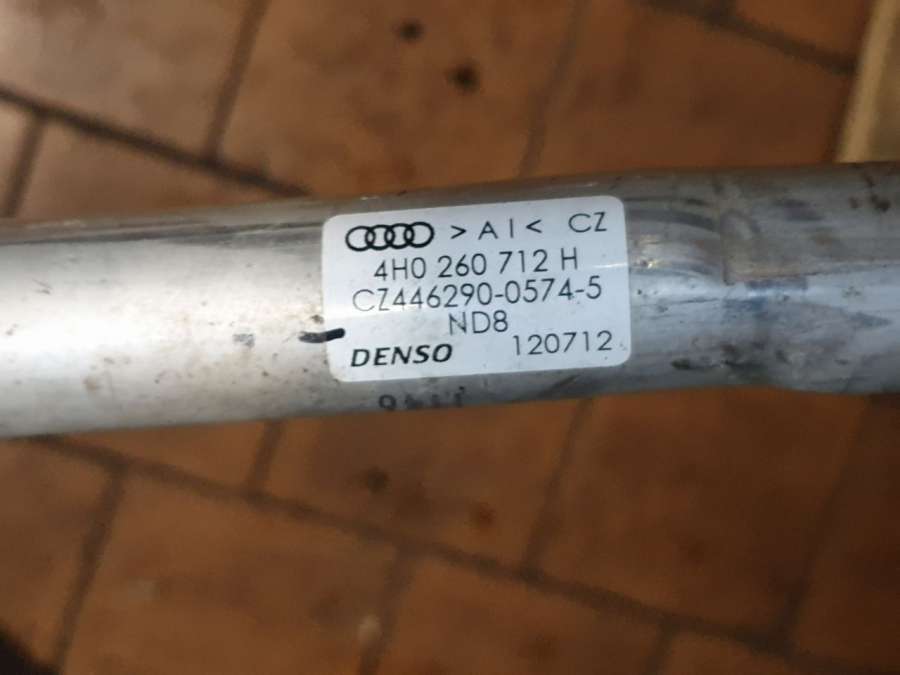 > A I < CZ
4H0 260 712 H
CZ446290-0574-5
ND8
DENSO 120712